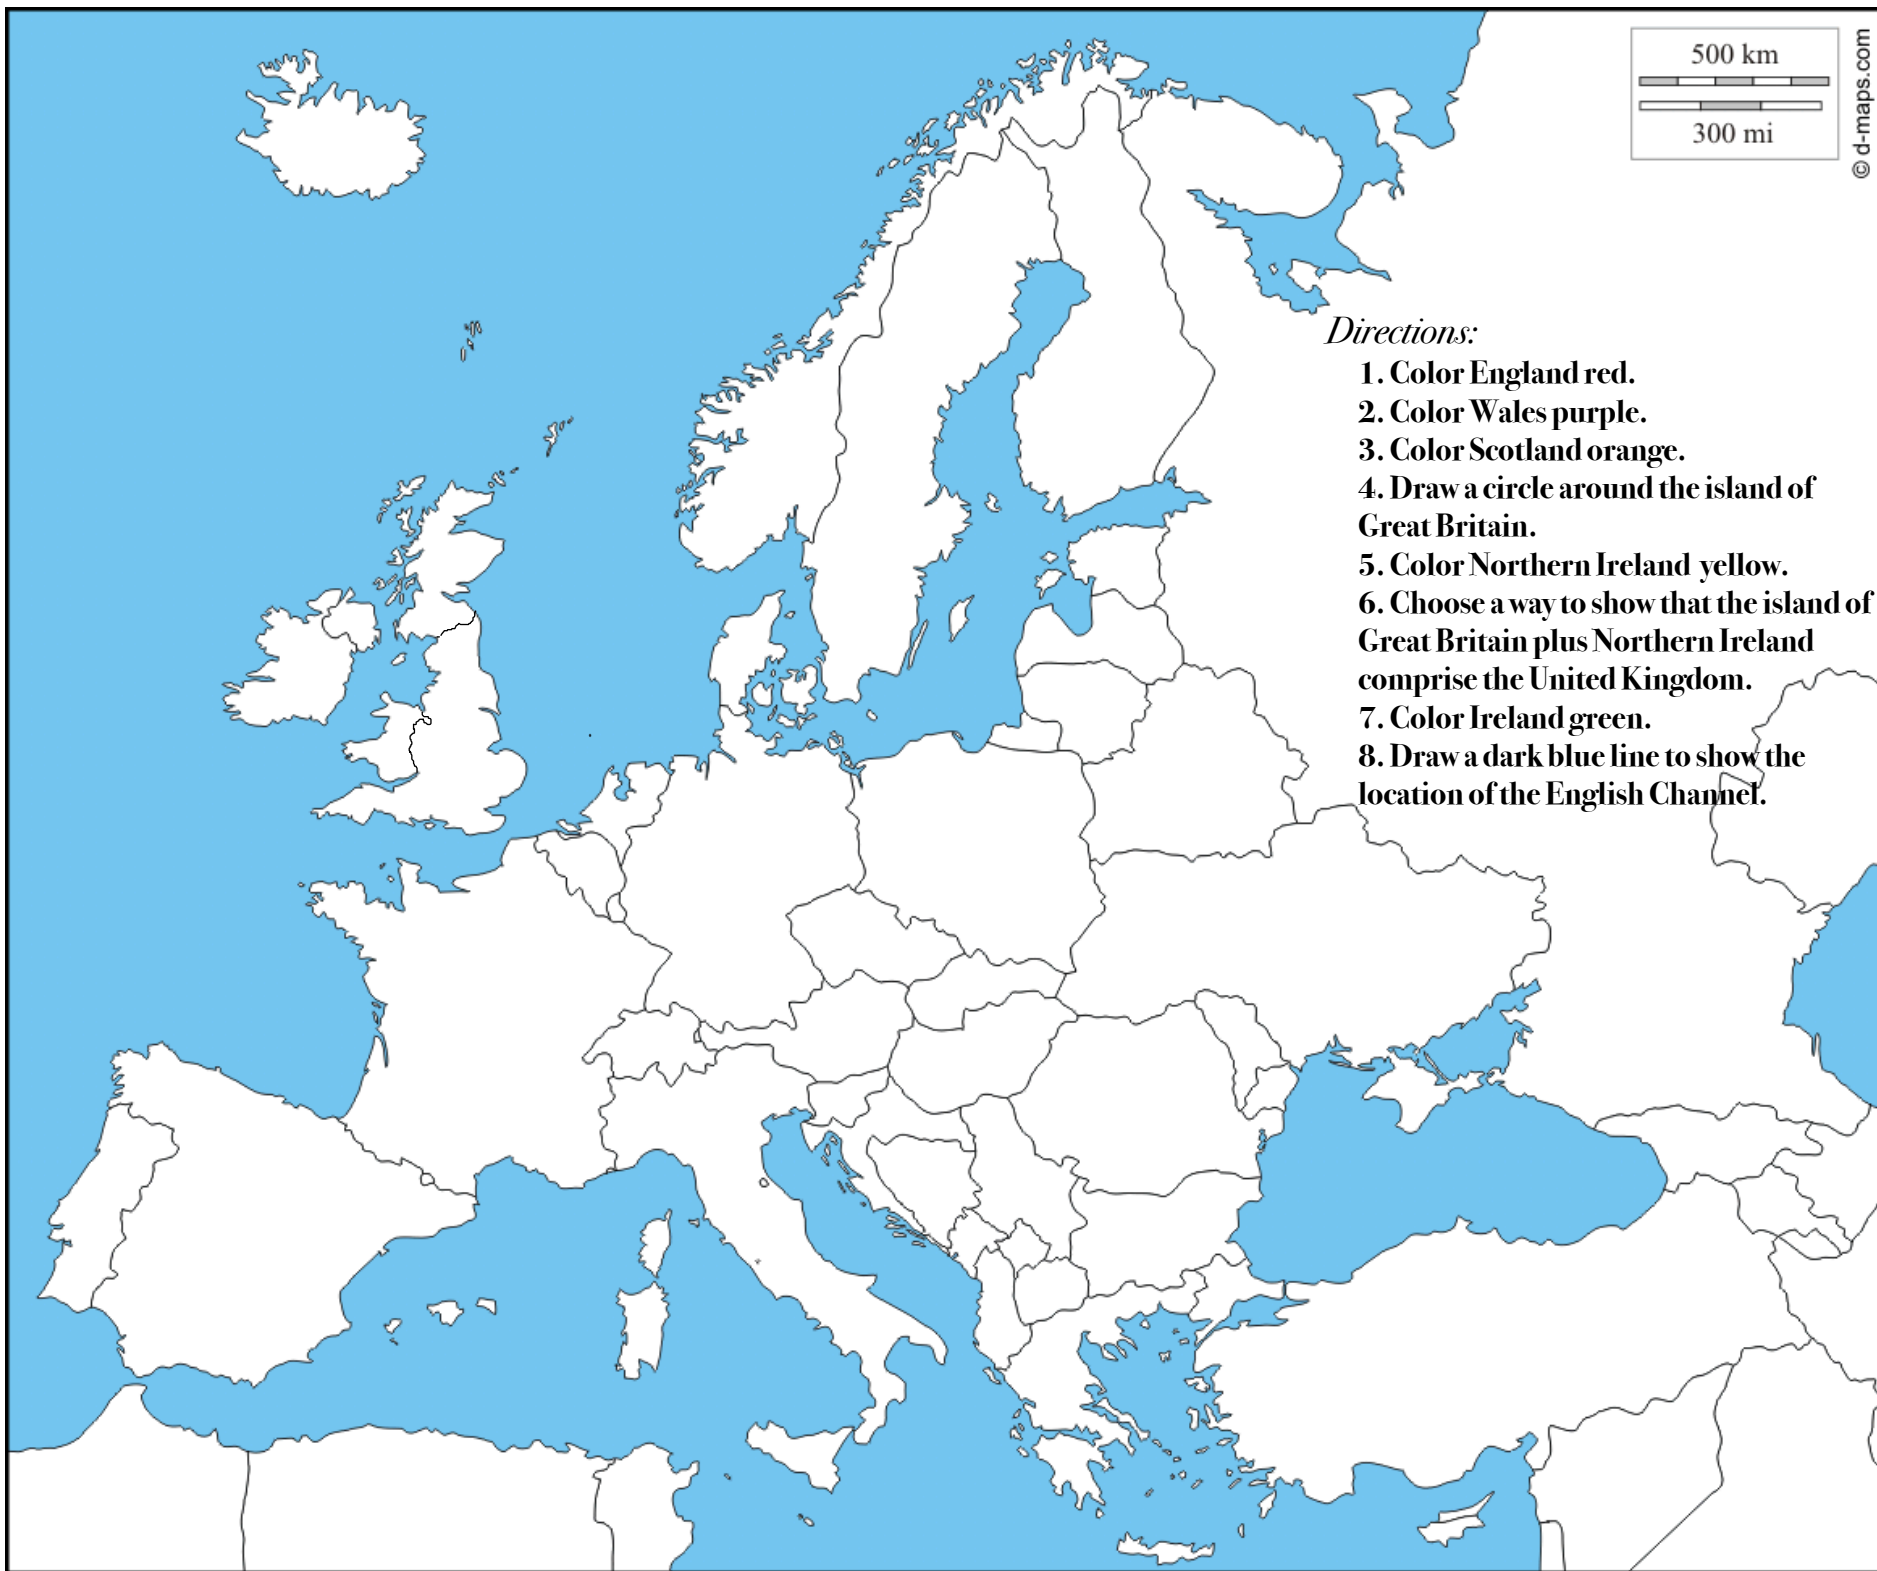 500 km
300 mi
© d-maps.com
Directions:
1. Color England red.
2. Color Wales purple.
3. Color Scotland orange.
4. Draw a circle around the island of
Great Britain.
5. Color Northern Ireland yellow.
6. Choose a way to show that the island of
Great Britain plus Northern Ireland
comprise the United Kingdom.
7. Color Ireland green.
8. Draw a dark blue line to show the
location of the English Channel.